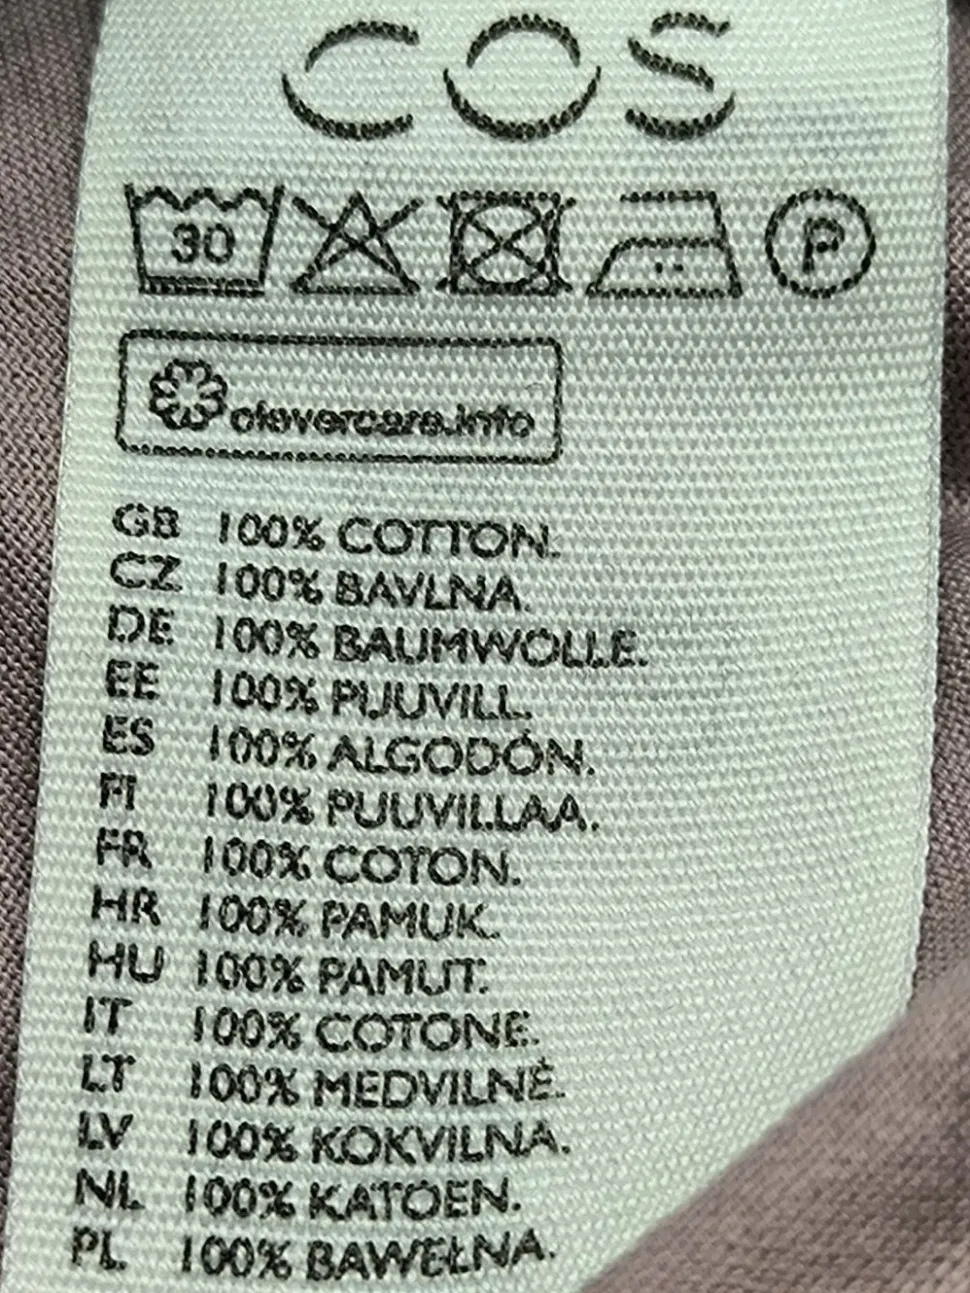 COS
30 P
clevercare.info
GB 100% COTTON.
CZ 100% BAVLNA.
DE 100% BAUMWOLLE.
EE 100% PUUVILL.
ES 100% ALGODÓN.
FI 100% PUUVILLAA.
FR 100% COTON.
HR 100% PAMUK.
HU 100% PAMUT.
IT 100% COTONE.
LT 100% MEDVILNĖ.
LV 100% KOKVILNA.
NL 100% KATOEN.
PL 100% BAWEŁNA.